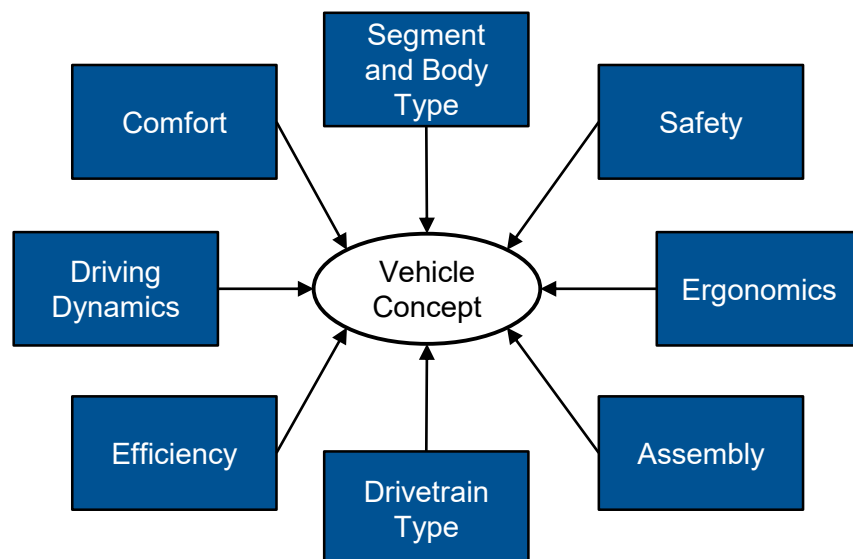 Segment
and Body
Type
Comfort
Safety
Driving
Dynamics
Vehicle
Concept
Ergonomics
Efficiency
Drivetrain
Type
Assembly